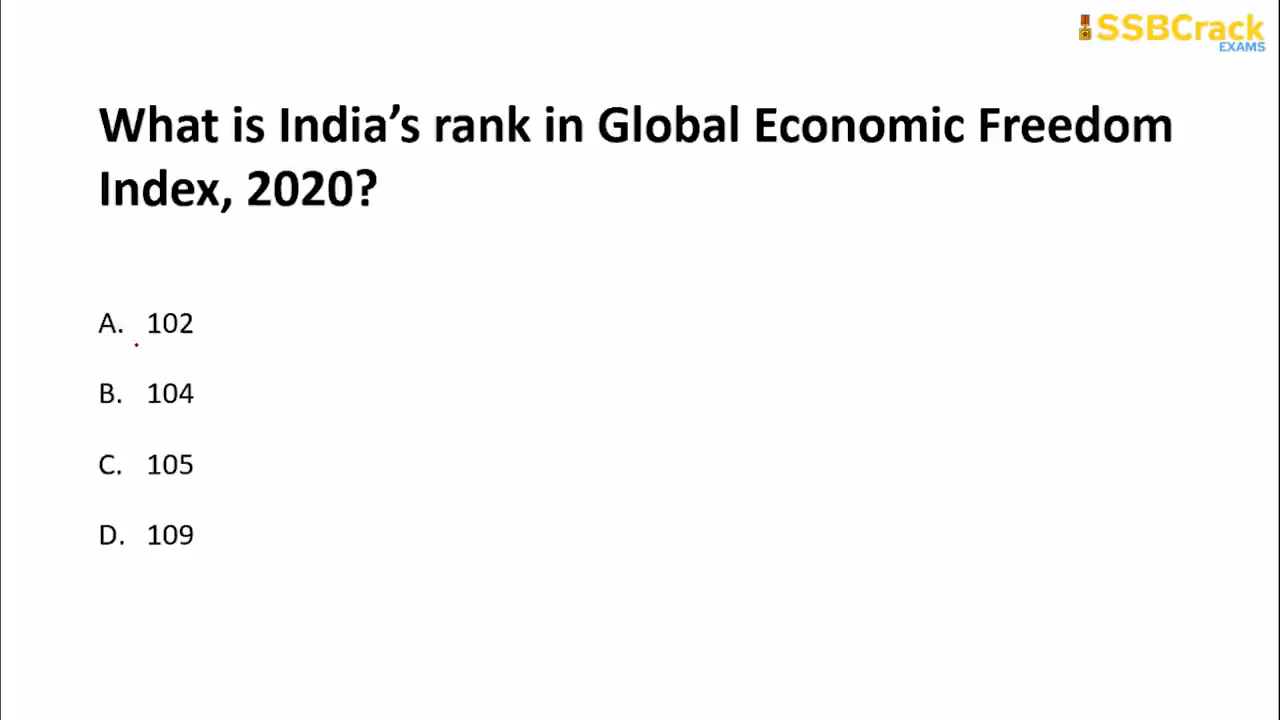 SSBCrack
EXAMS
What is India's rank in Global Economic Freedom
Index, 2020?
A. 102
B. 104
C. 105
D. 109